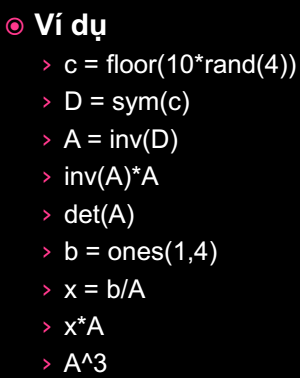 Ví dụ
c = floor(10*rand(4))
D = sym(c)
A = inv(D)
inv(A)*A
det(A)
b = ones(1,4)
x = b/A
x*A
A^3